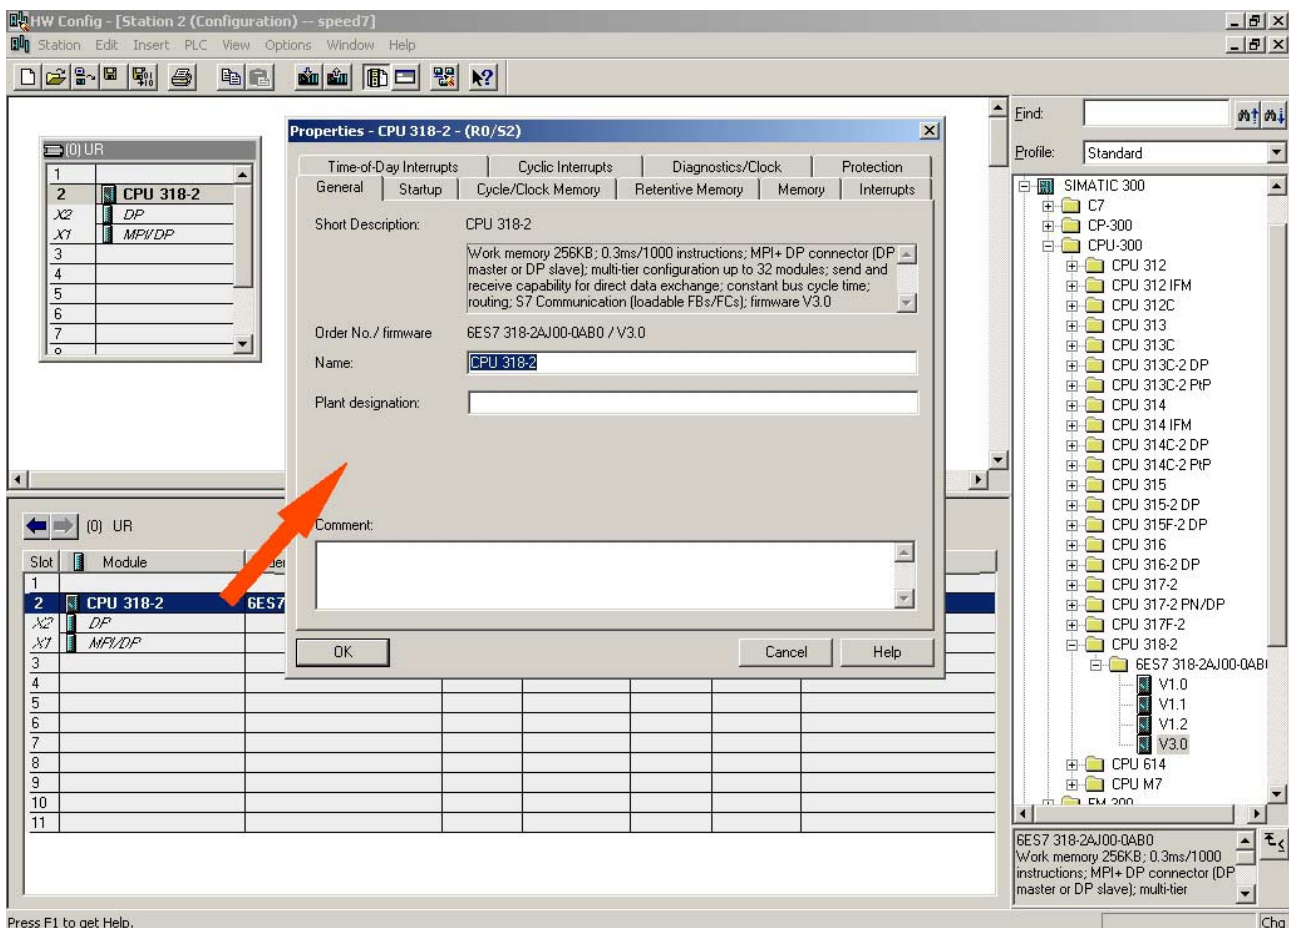 HW Config - [Station 2 (Configuration) -- speed7]
Station Edit Insert PLC View Options Window Help
(0) UR
1
2 CPU 318-2
X2 DP
X1 MPI/DP
3
4
5
6
7
Properties - CPU 318-2 - (R0/S2)
Time-of-Day Interrupts Cyclic Interrupts Diagnostics/Clock Protection
General Startup Cycle/Clock Memory Retentive Memory Memory Interrupts
Short Description: CPU 318-2
Work memory 256KB; 0.3ms/1000 instructions; MPI+ DP connector (DP
master or DP slave); multi-tier configuration up to 32 modules; send and
receive capability for direct data exchange; constant bus cycle time;
routing; S7 Communication (loadable FBs/FCs); firmware V3.0
Order No./ firmware 6ES7 318-2AJ00-0AB0 / V3.0
Name: CPU 318-2
Plant designation:
Comment:
OK Cancel Help
(0) UR
Slot Module
1
2 CPU 318-2 6ES7
X2 DP
X1 MPI/DP
3
4
5
6
7
8
9
10
11
Find:
Profile: Standard
SIMATIC 300
C7
CP-300
CPU-300
CPU 312
CPU 312 IFM
CPU 312C
CPU 313
CPU 313C
CPU 313C-2 DP
CPU 313C-2 PtP
CPU 314
CPU 314 IFM
CPU 314C-2 DP
CPU 314C-2 PtP
CPU 315
CPU 315-2 DP
CPU 315F-2 DP
CPU 316
CPU 316-2 DP
CPU 317-2
CPU 317-2 PN/DP
CPU 317F-2
CPU 318-2
6ES7 318-2AJ00-0AB
V1.0
V1.1
V1.2
V3.0
CPU 614
CPU M7
FM 300
6ES7 318-2AJ00-0AB0
Work memory 256KB; 0.3ms/1000
instructions; MPI+ DP connector (DP
master or DP slave); multi-tier
Press F1 to get Help.
Chg